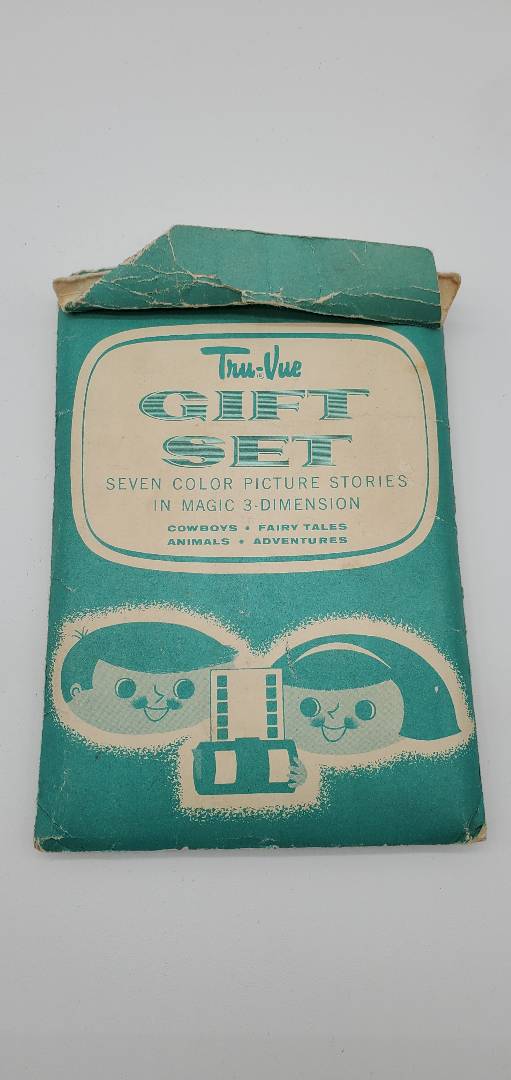 Tru-Vue
®
GIFT
SET
SEVEN COLOR PICTURE STORIES
IN MAGIC 3-DIMENSION
COWBOYS • FAIRY TALES
ANIMALS • ADVENTURES